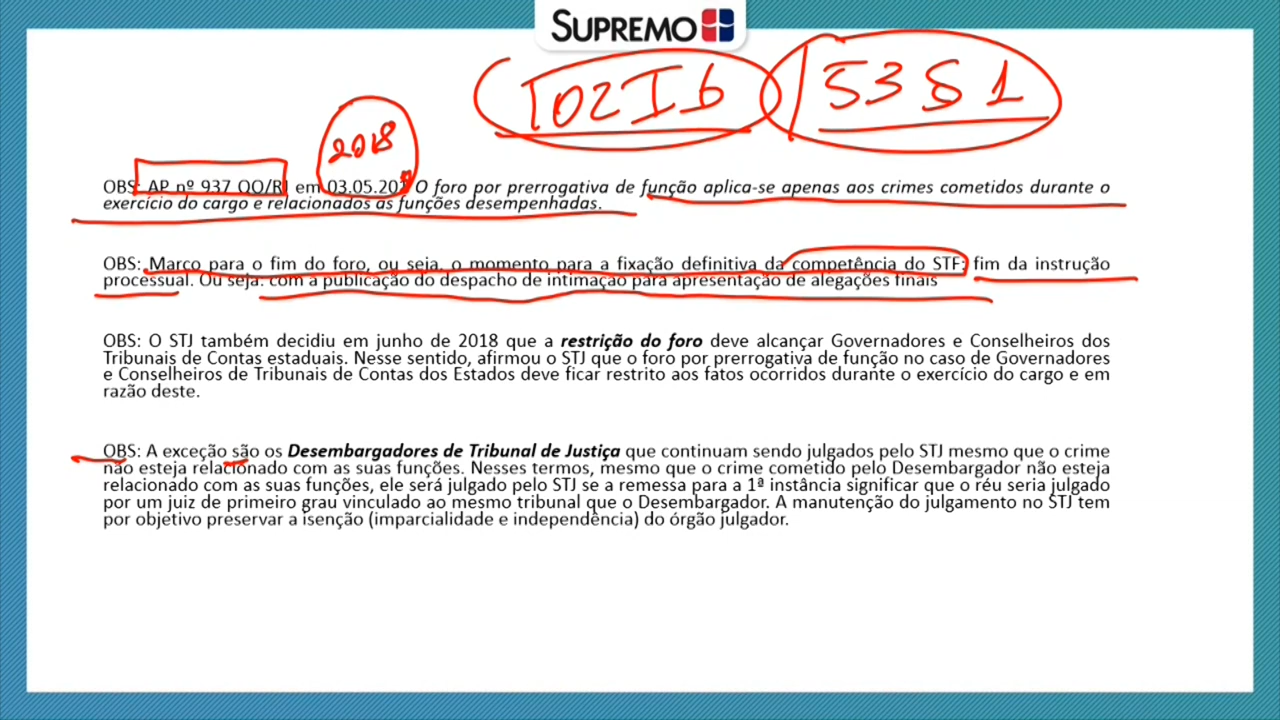 SUPREMO
102I6 5351
2018
OBS: AP nº 937 QO/RJ em 03.05.201 O foro por prerrogativa de função aplica-se apenas aos crimes cometidos durante o
exercício do cargo e relacionados às funções desempenhadas.
OBS: Marco para o fim do foro, ou seja, o momento para a fixação definitiva da competência do STF: fim da instrução
processual. Ou seja: com a publicação do despacho de intimação para apresentação de alegações finais
OBS: O STJ também decidiu em junho de 2018 que a restrição do foro deve alcançar Governadores e Conselheiros dos
Tribunais de Contas estaduais. Nesse sentido, afirmou o STJ que o foro por prerrogativa de função no caso de Governadores
e Conselheiros de Tribunais de Contas dos Estados deve ficar restrito aos fatos ocorridos durante o exercício do cargo e em
razão deste.
OBS: A exceção são os Desembargadores de Tribunal de Justiça que continuam sendo julgados pelo STJ mesmo que o crime
não esteja relacionado com as suas funções. Nesses termos, mesmo que o crime cometido pelo Desembargador não esteja
relacionado com as suas funções, ele será julgado pelo STJ se a remessa para a 1ª instância significar que o réu seria julgado
por um juiz de primeiro grau vinculado ao mesmo tribunal que o Desembargador. A manutenção do julgamento no STJ tem
por objetivo preservar a isenção (imparcialidade e independência) do órgão julgador.